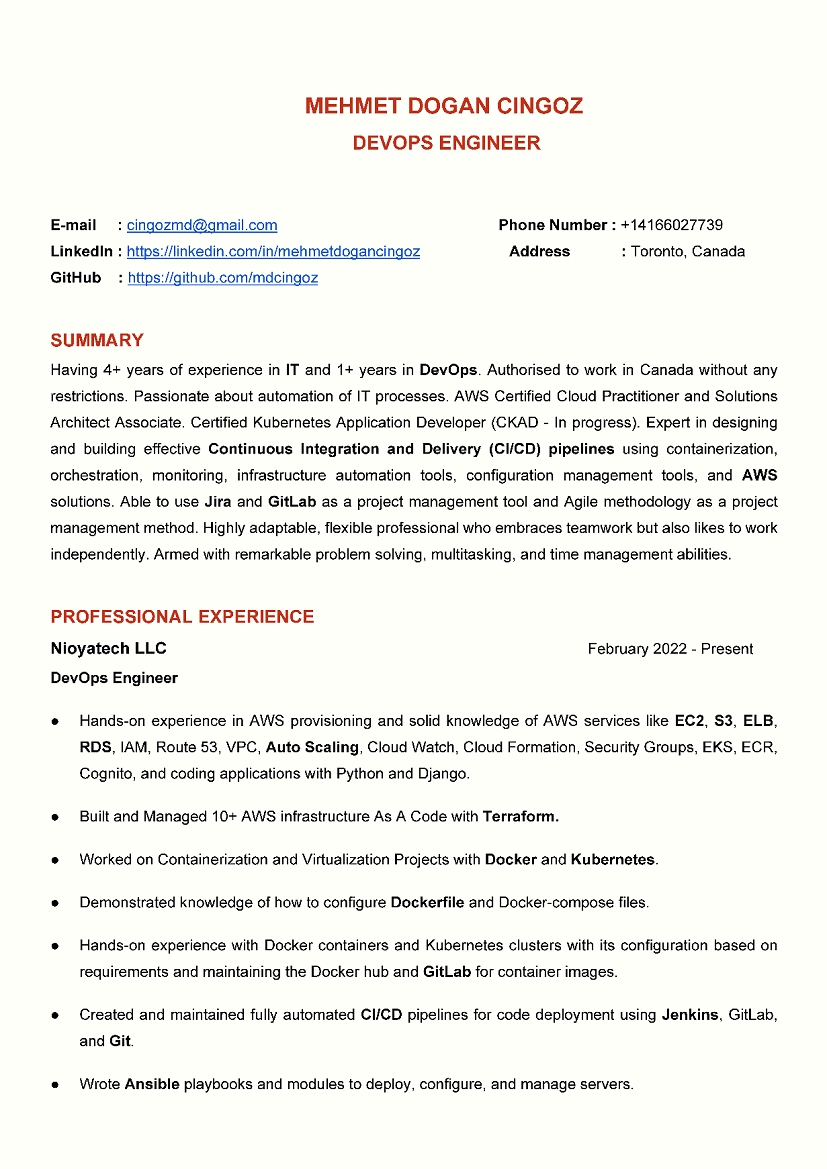 MEHMET DOGAN CINGOZ
DEVOPS ENGINEER
E-mail : cingozmd@gmail.com Phone Number : +14166027739
LinkedIn : https://linkedin.com/in/mehmetdogancingoz Address : Toronto, Canada
GitHub : https://github.com/mdcingoz
SUMMARY
Having 4+ years of experience in IT and 1+ years in DevOps. Authorised to work in Canada without any
restrictions. Passionate about automation of IT processes. AWS Certified Cloud Practitioner and Solutions
Architect Associate. Certified Kubernetes Application Developer (CKAD - In progress). Expert in designing
and building effective Continuous Integration and Delivery (CI/CD) pipelines using containerization,
orchestration, monitoring, infrastructure automation tools, configuration management tools, and AWS
solutions. Able to use Jira and GitLab as a project management tool and Agile methodology as a project
management method. Highly adaptable, flexible professional who embraces teamwork but also likes to work
independently. Armed with remarkable problem solving, multitasking, and time management abilities.
PROFESSIONAL EXPERIENCE
Nioyatech LLC February 2022 - Present
DevOps Engineer
● Hands-on experience in AWS provisioning and solid knowledge of AWS services like EC2, S3, ELB,
RDS, IAM, Route 53, VPC, Auto Scaling, Cloud Watch, Cloud Formation, Security Groups, EKS, ECR,
Cognito, and coding applications with Python and Django.
● Built and Managed 10+ AWS infrastructure As A Code with Terraform.
● Worked on Containerization and Virtualization Projects with Docker and Kubernetes.
● Demonstrated knowledge of how to configure Dockerfile and Docker-compose files.
● Hands-on experience with Docker containers and Kubernetes clusters with its configuration based on
requirements and maintaining the Docker hub and GitLab for container images.
● Created and maintained fully automated CI/CD pipelines for code deployment using Jenkins, GitLab,
and Git.
● Wrote Ansible playbooks and modules to deploy, configure, and manage servers.